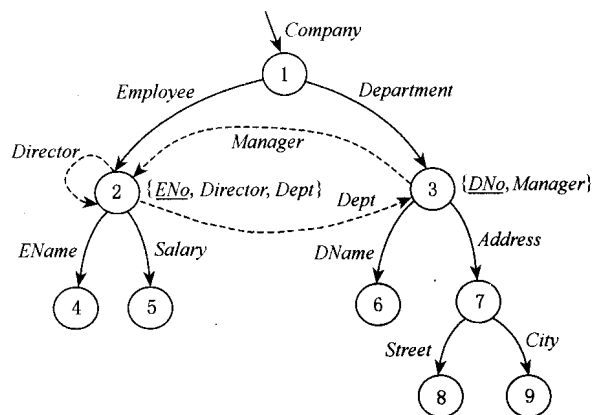 Company
1
Employee
Department
Director
Manager
2
{ENo, Director, Dept}
3
{DNo, Manager}
Dept
EName
Salary
DName
Address
4
5
6
7
Street
City
8
9